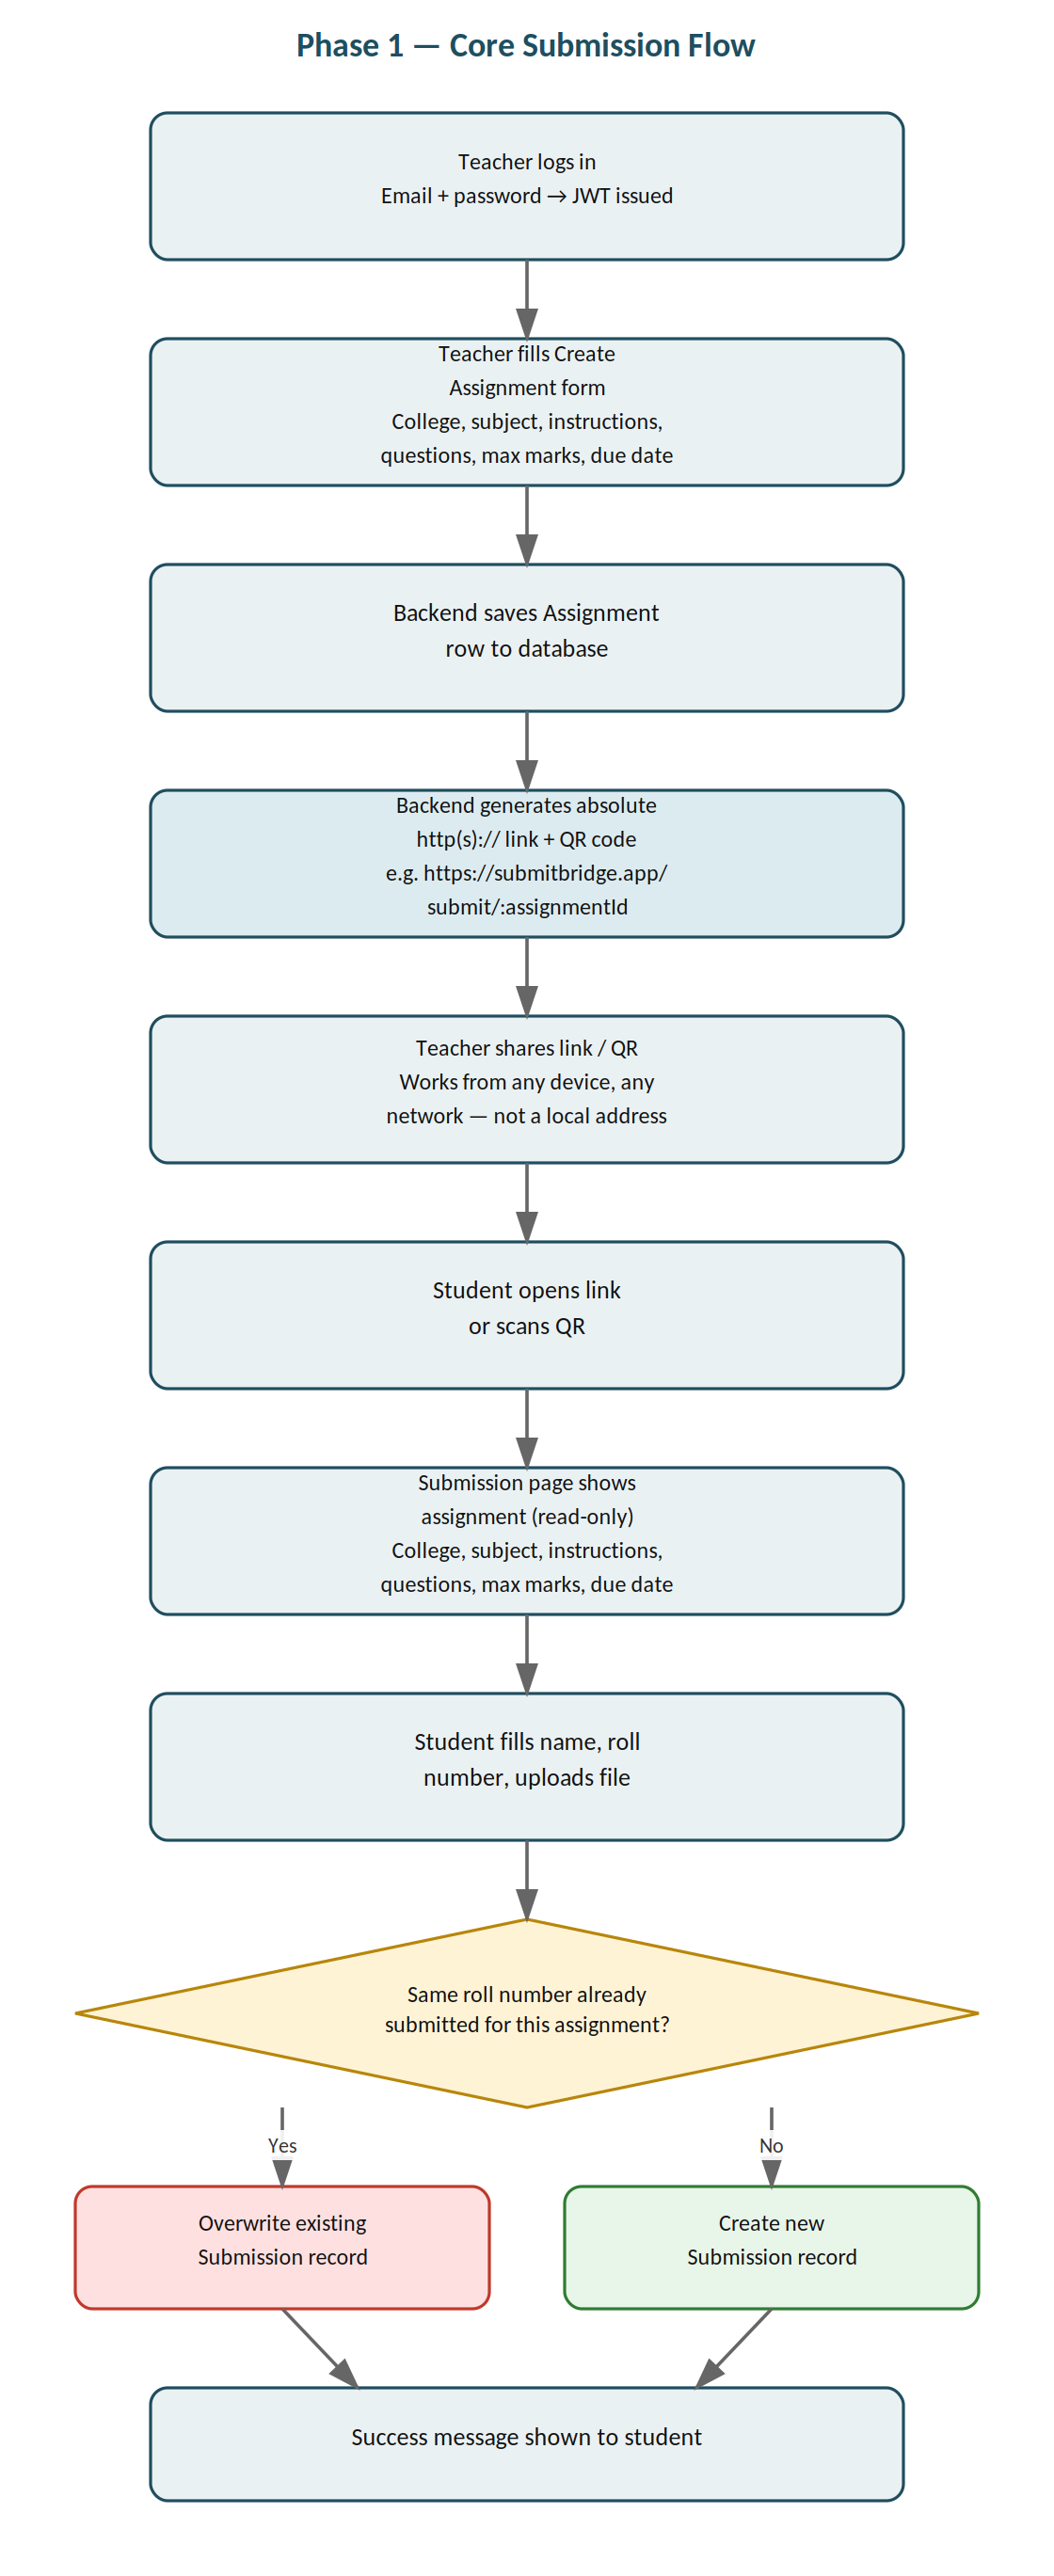 Phase 1 — Core Submission Flow
Teacher logs in
Email + password → JWT issued
Teacher fills Create
Assignment form
College, subject, instructions,
questions, max marks, due date
Backend saves Assignment
row to database
Backend generates absolute
http(s):// link + QR code
e.g. https://submitbridge.app/
submit/:assignmentId
Teacher shares link / QR
Works from any device, any
network — not a local address
Student opens link
or scans QR
Submission page shows
assignment (read-only)
College, subject, instructions,
questions, max marks, due date
Student fills name, roll
number, uploads file
Same roll number already
submitted for this assignment?
Yes
No
Overwrite existing
Submission record
Create new
Submission record
Success message shown to student